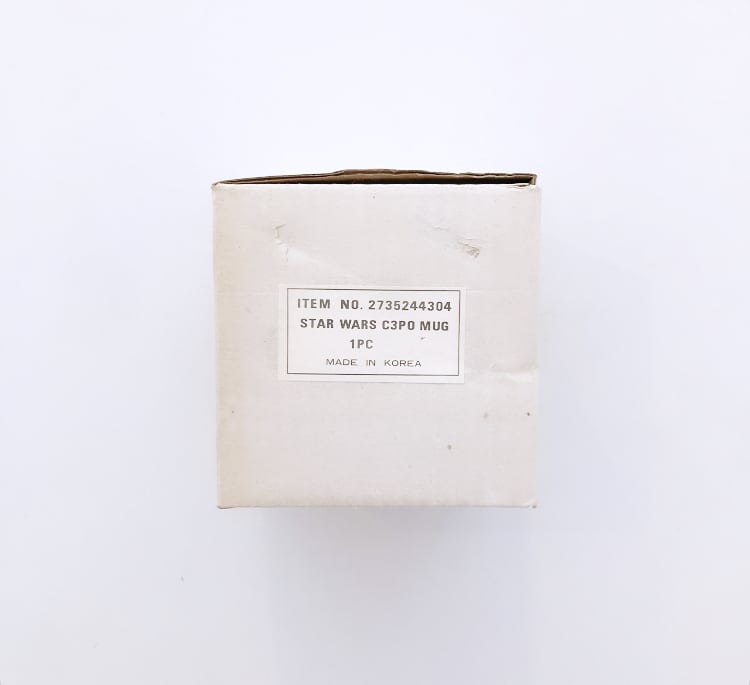 ITEM NO. 2735244304
STAR WARS C3PO MUG
1PC
MADE IN KOREA